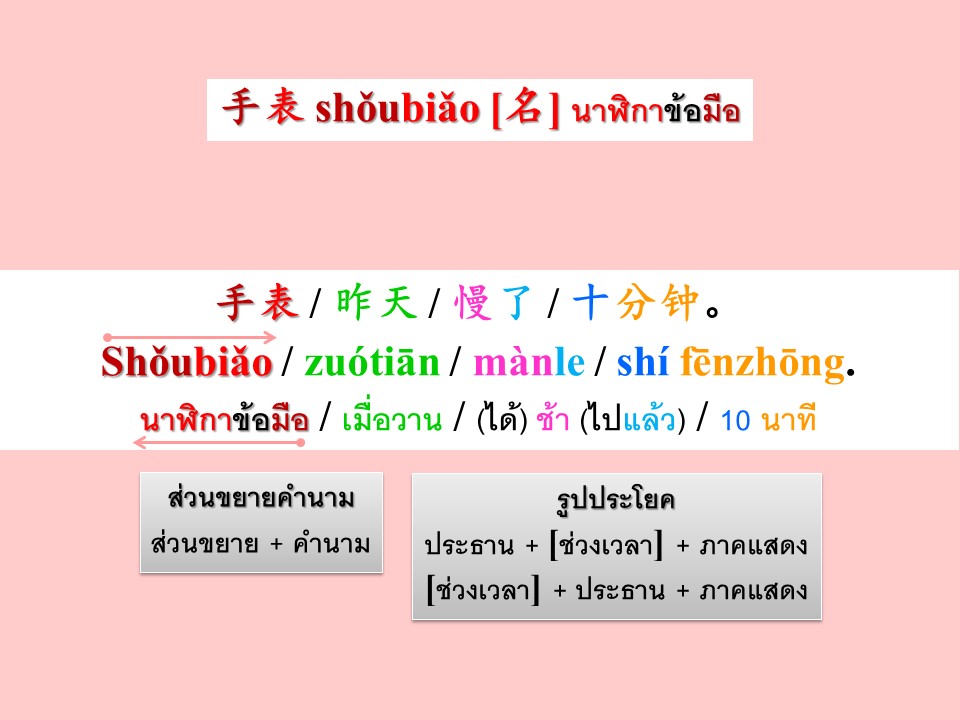 手表 shǒubiǎo [名] นาฬิกาข้อมือ
手表 / 昨天 / 慢了 / 十分钟。
Shǒubiǎo / zuótiān / mànle / shí fēnzhōng.
นาฬิกาข้อมือ / เมื่อวาน / (ได้) ช้า (ไปแล้ว) / 10 นาที
ส่วนขยายคำนาม
ส่วนขยาย + คำนาม
รูปประโยค
ประธาน + [ช่วงเวลา] + ภาคแสดง
[ช่วงเวลา] + ประธาน + ภาคแสดง